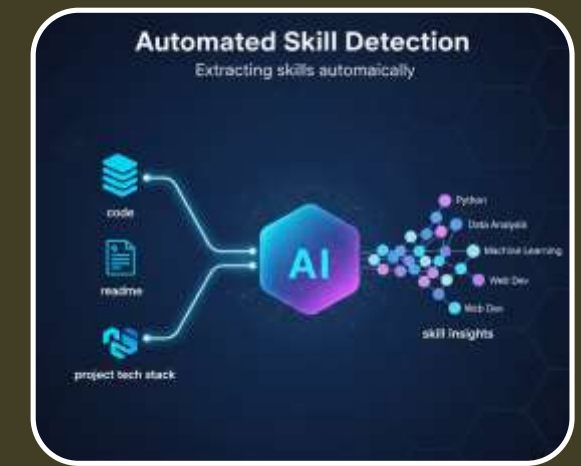 Automated Skill Detection
Extracting skills automaically
code
readme
project tech stack
AI
Python
Data Analysis
Machine Learning
Web Dev
Web Dev
skill insights